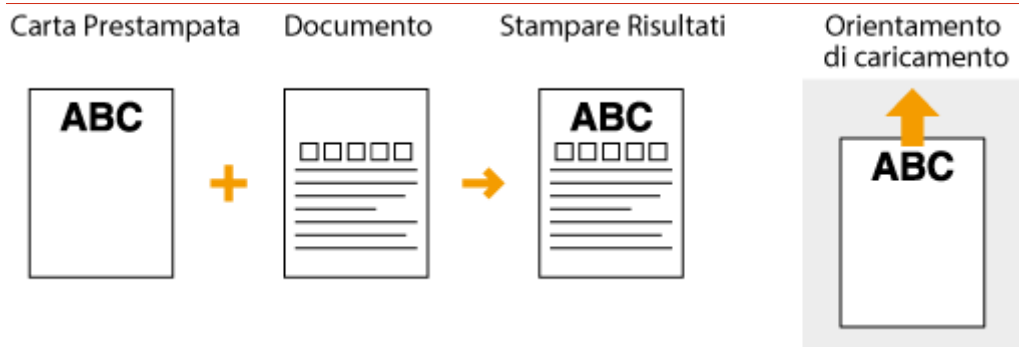 Carta Prestampata
Documento
Stampare Risultati
Orientamento
di caricamento
ABC
ABC
ABC